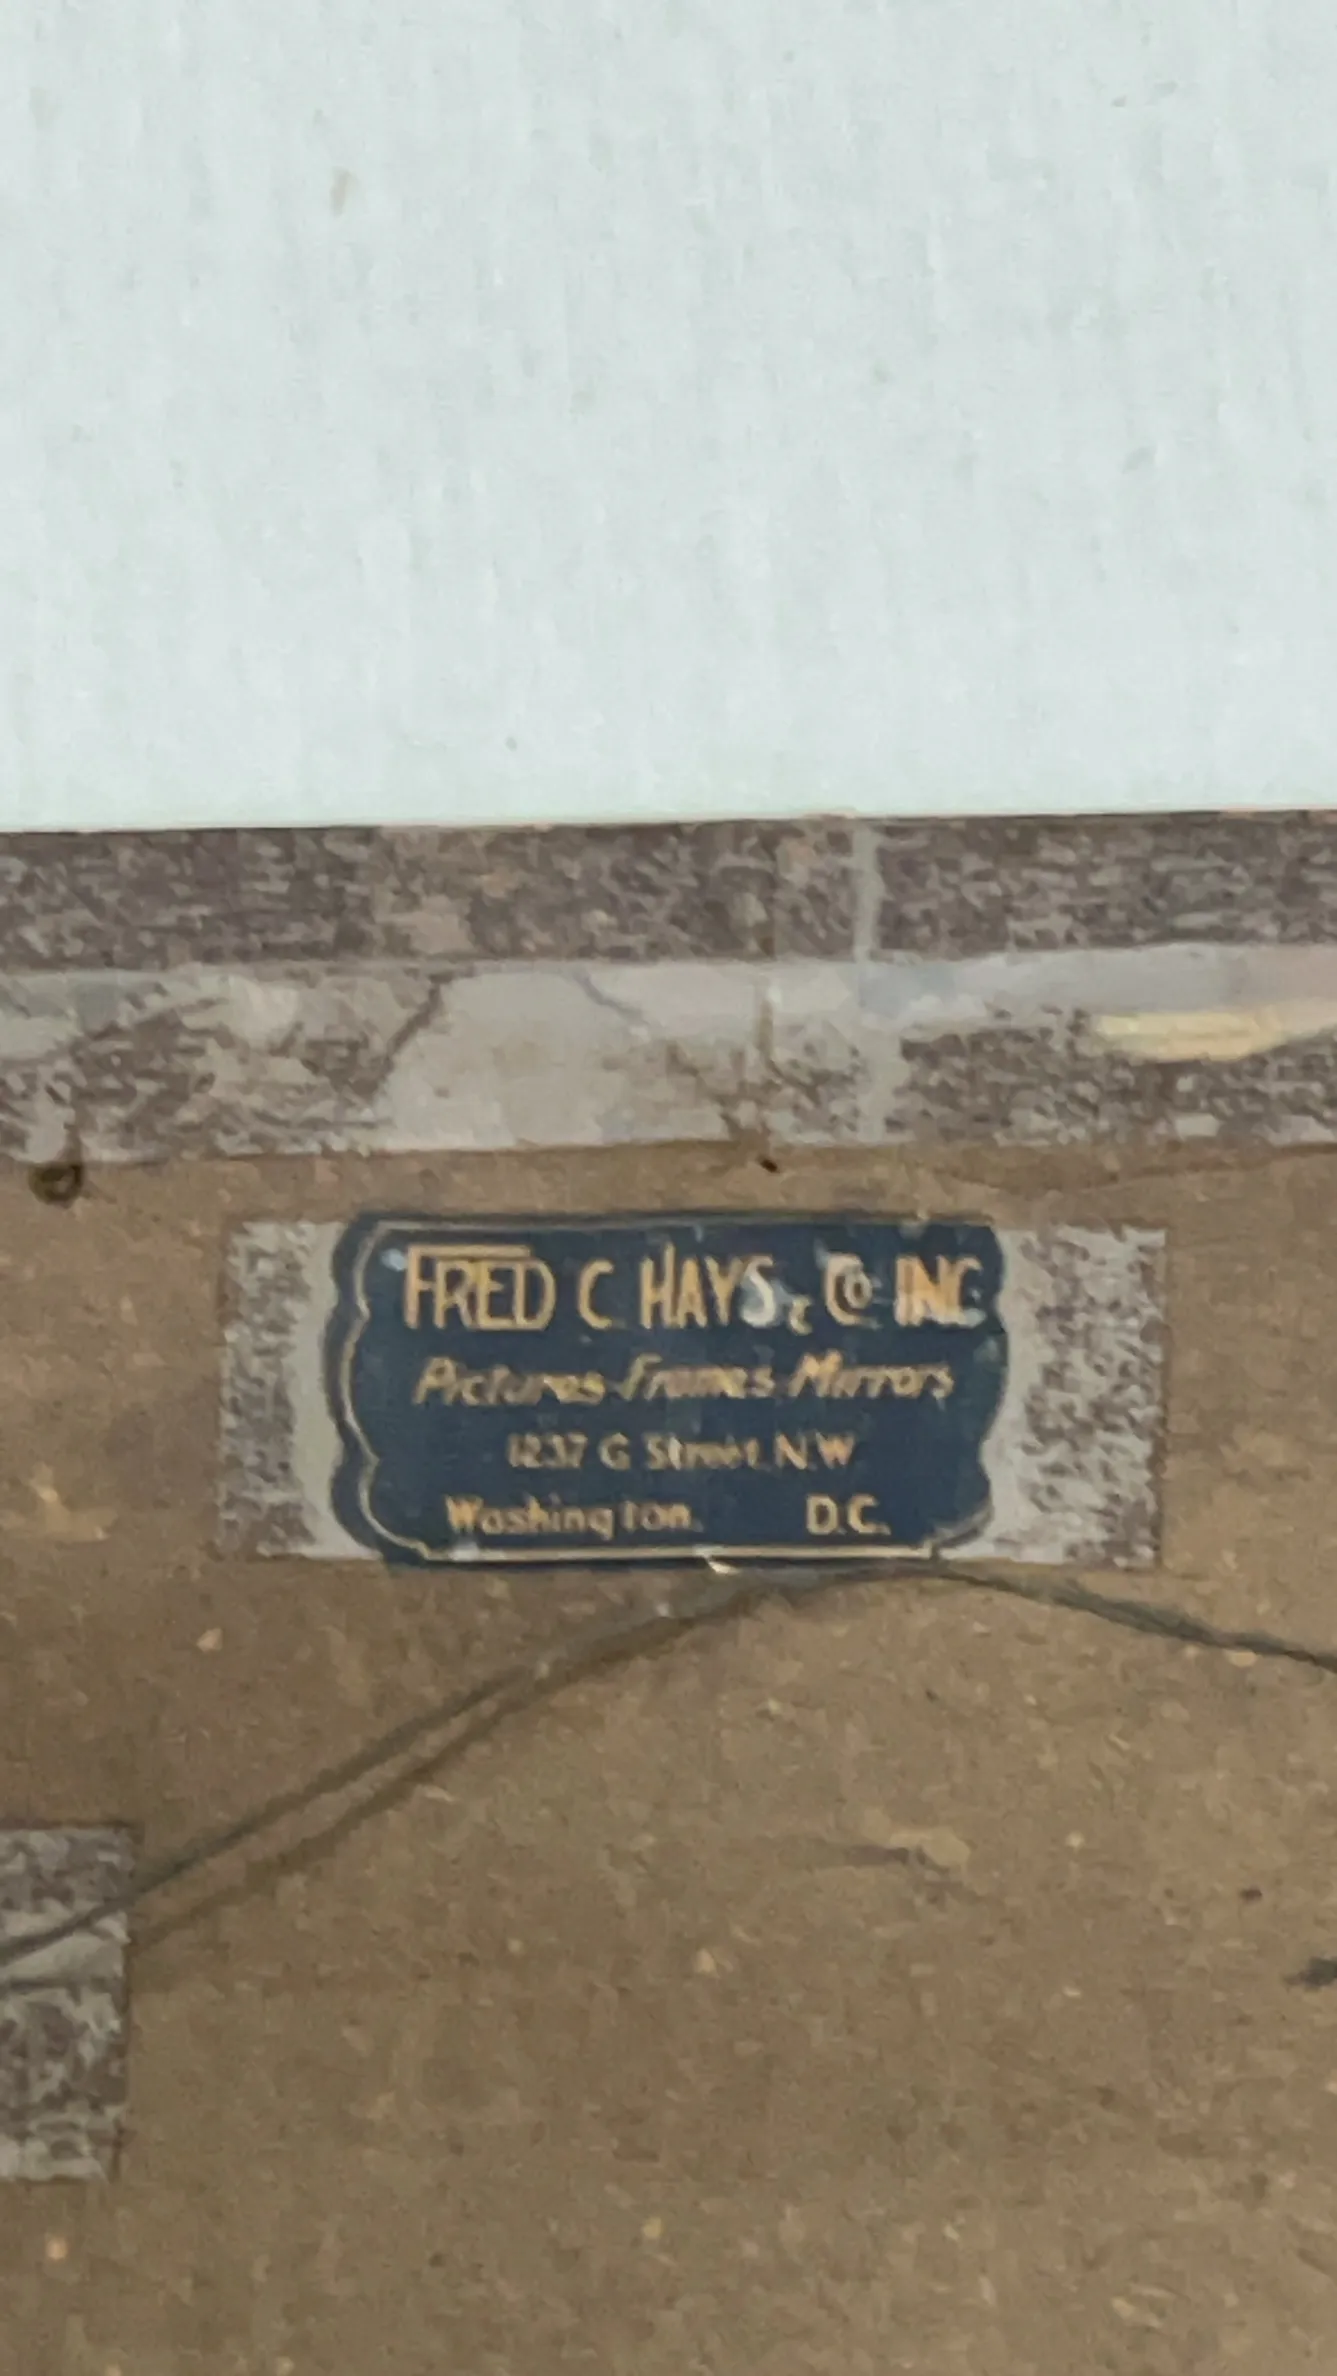 FRED C. HAYS & CO INC
Pictures-Frames-Mirrors
1237 G Street, N.W.
Washington, D.C.